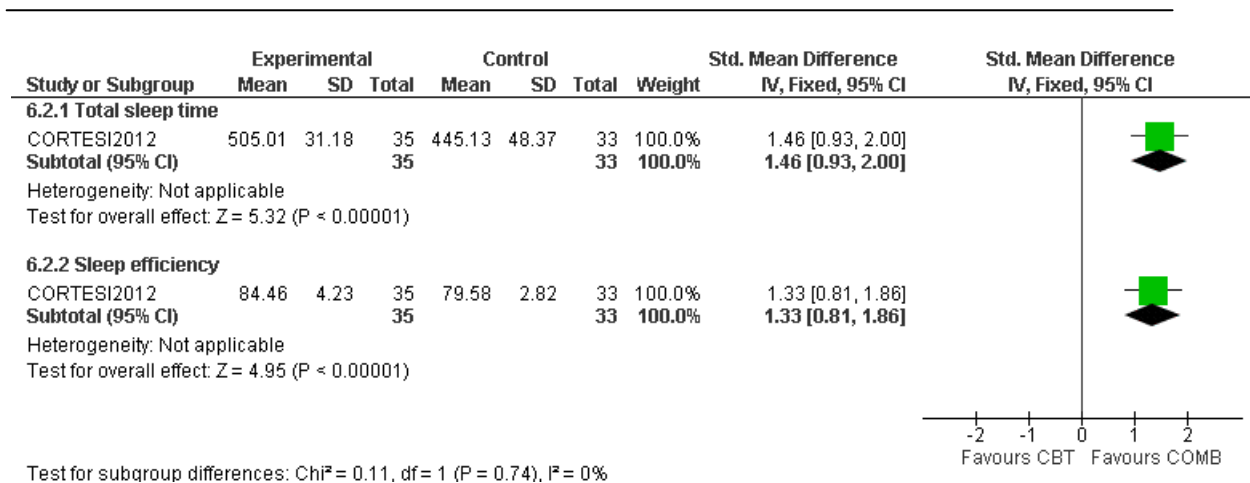 Experimental Control Std. Mean Difference Std. Mean Difference
Study or Subgroup Mean SD Total Mean SD Total Weight IV, Fixed, 95% CI IV, Fixed, 95% CI
6.2.1 Total sleep time
CORTESI2012 505.01 31.18 35 445.13 48.37 33 100.0% 1.46 [0.93, 2.00]
Subtotal (95% CI) 35 33 100.0% 1.46 [0.93, 2.00]
Heterogeneity: Not applicable
Test for overall effect: Z = 5.32 (P < 0.00001)
6.2.2 Sleep efficiency
CORTESI2012 84.46 4.23 35 79.58 2.82 33 100.0% 1.33 [0.81, 1.86]
Subtotal (95% CI) 35 33 100.0% 1.33 [0.81, 1.86]
Heterogeneity: Not applicable
Test for overall effect: Z = 4.95 (P < 0.00001)
-2 -1 0 1 2
Favours CBT Favours COMB
Test for subgroup differences: Chi² = 0.11, df = 1 (P = 0.74), I² = 0%